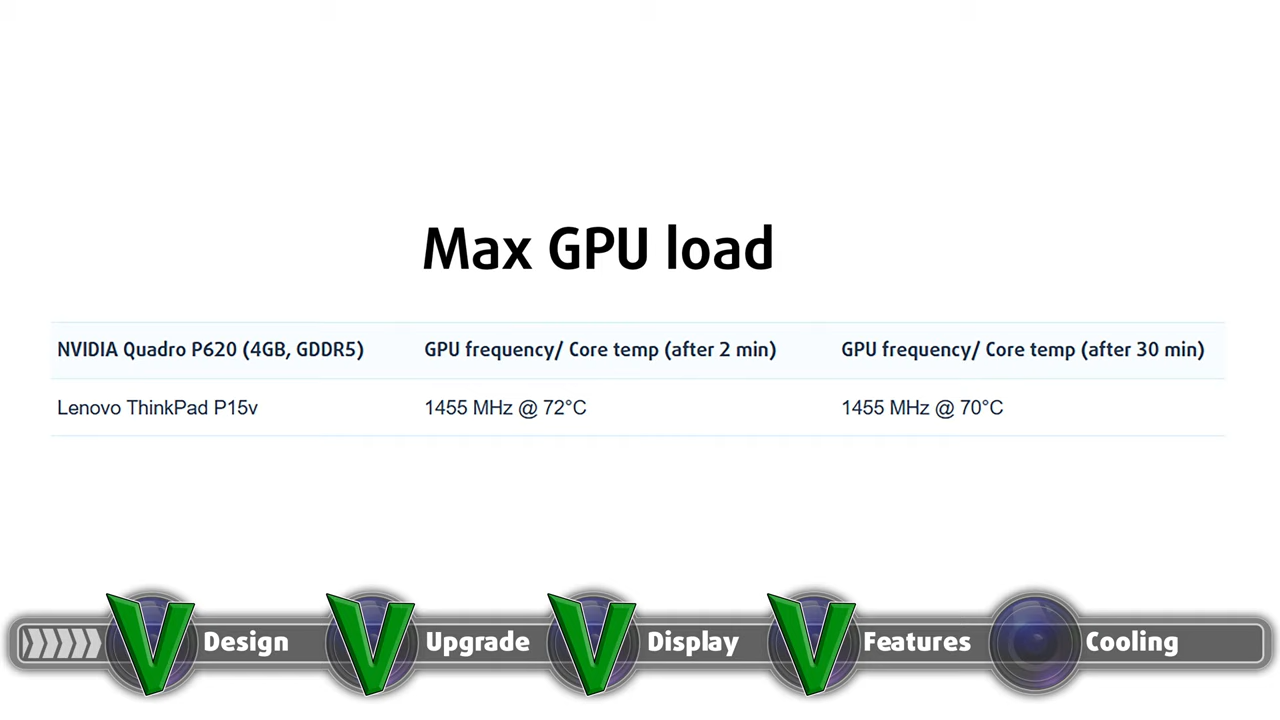 Max GPU load
NVIDIA Quadro P620 (4GB, GDDR5) GPU frequency/ Core temp (after 2 min) GPU frequency/ Core temp (after 30 min)
Lenovo ThinkPad P15v 1455 MHz @ 72°C 1455 MHz @ 70°C
Design Upgrade Display Features Cooling